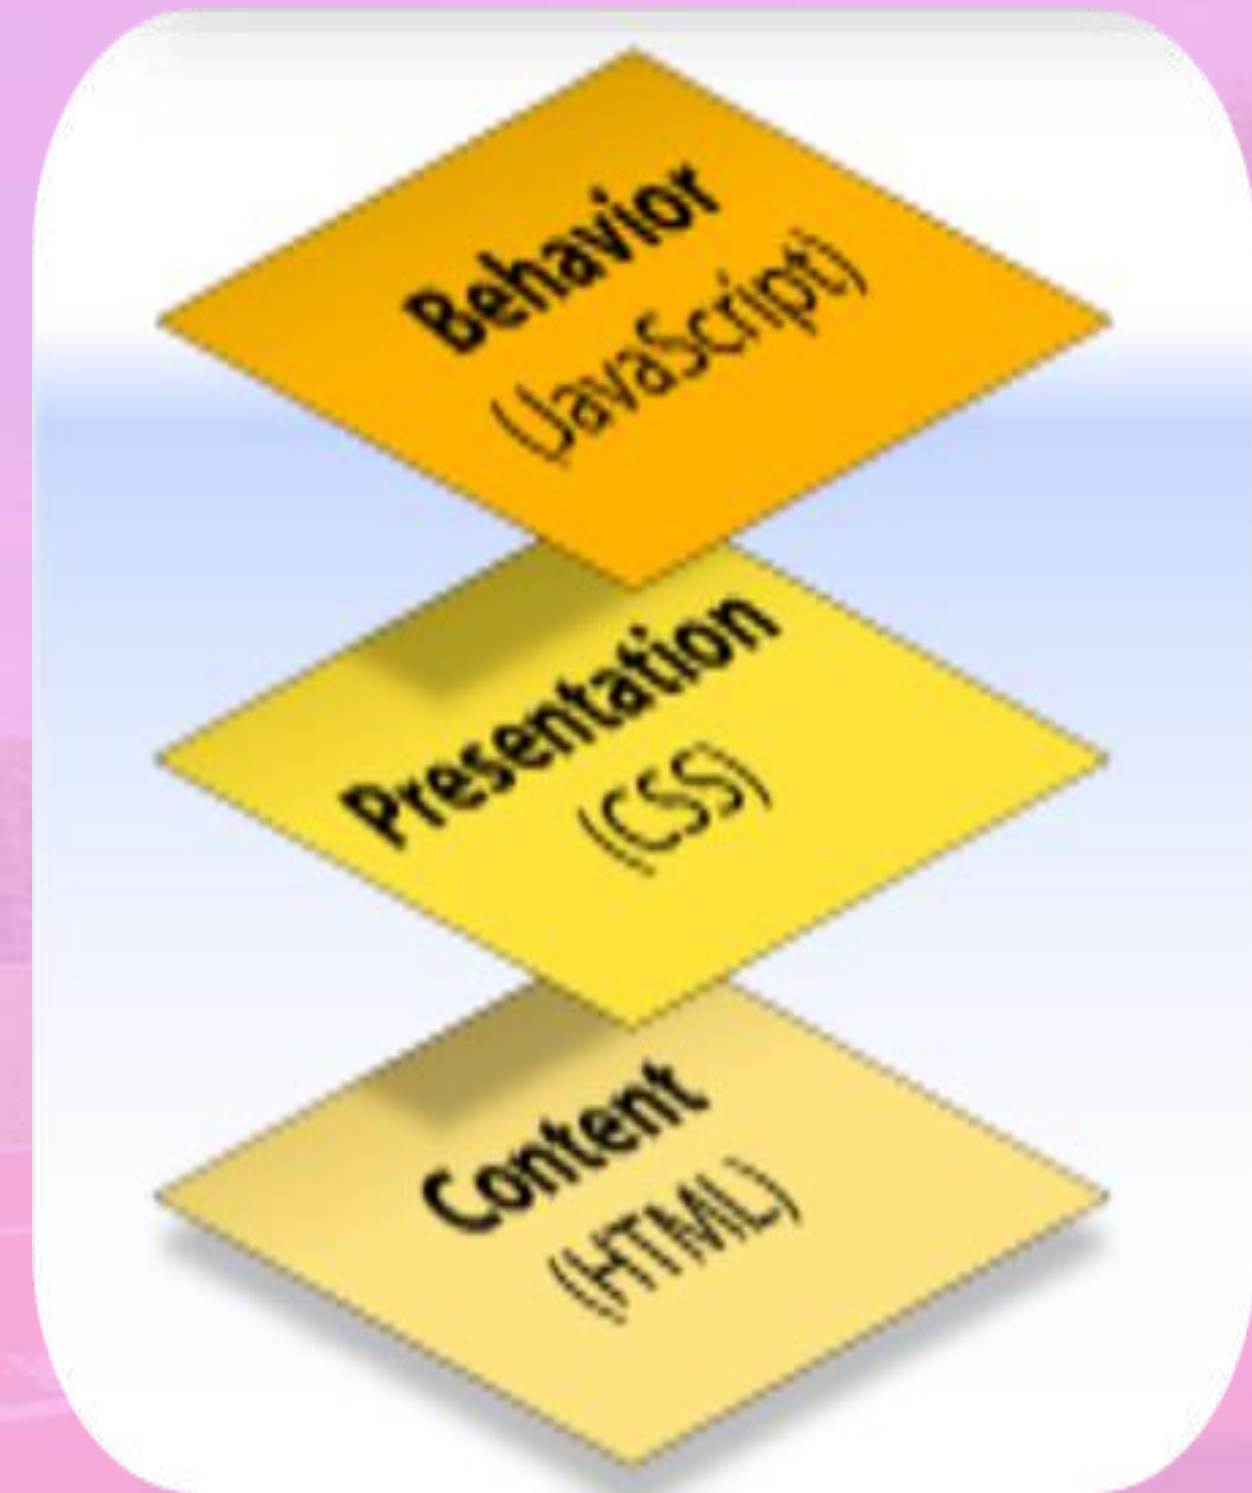 Behavior
(JavaScript)
Presentation
(CSS)
Content
(HTML)